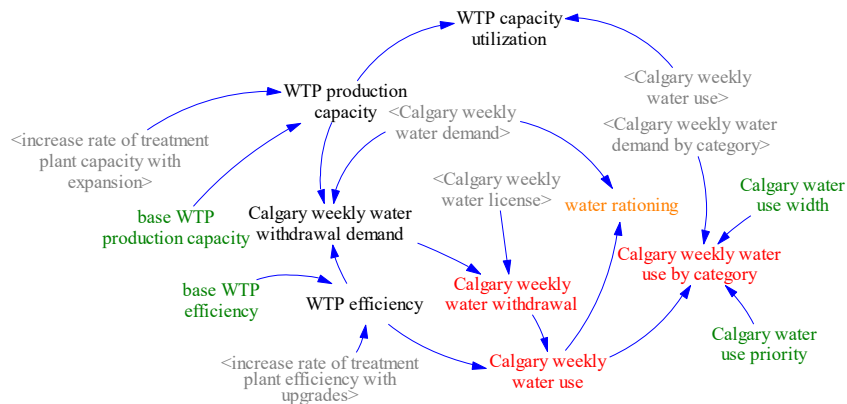 WTP capacity
utilization
<Calgary weekly
water use>
WTP production
capacity
<Calgary weekly
water demand>
<Calgary weekly water
demand by category>
<increase rate of treatment
plant capacity with
expansion>
<Calgary weekly
water license>
Calgary water
use width
base WTP
production capacity
Calgary weekly water
withdrawal demand
water rationing
Calgary weekly water
use by category
base WTP
efficiency
WTP efficiency
Calgary weekly
water withdrawal
Calgary water
use priority
<increase rate of treatment
plant efficiency with
upgrades>
Calgary weekly
water use